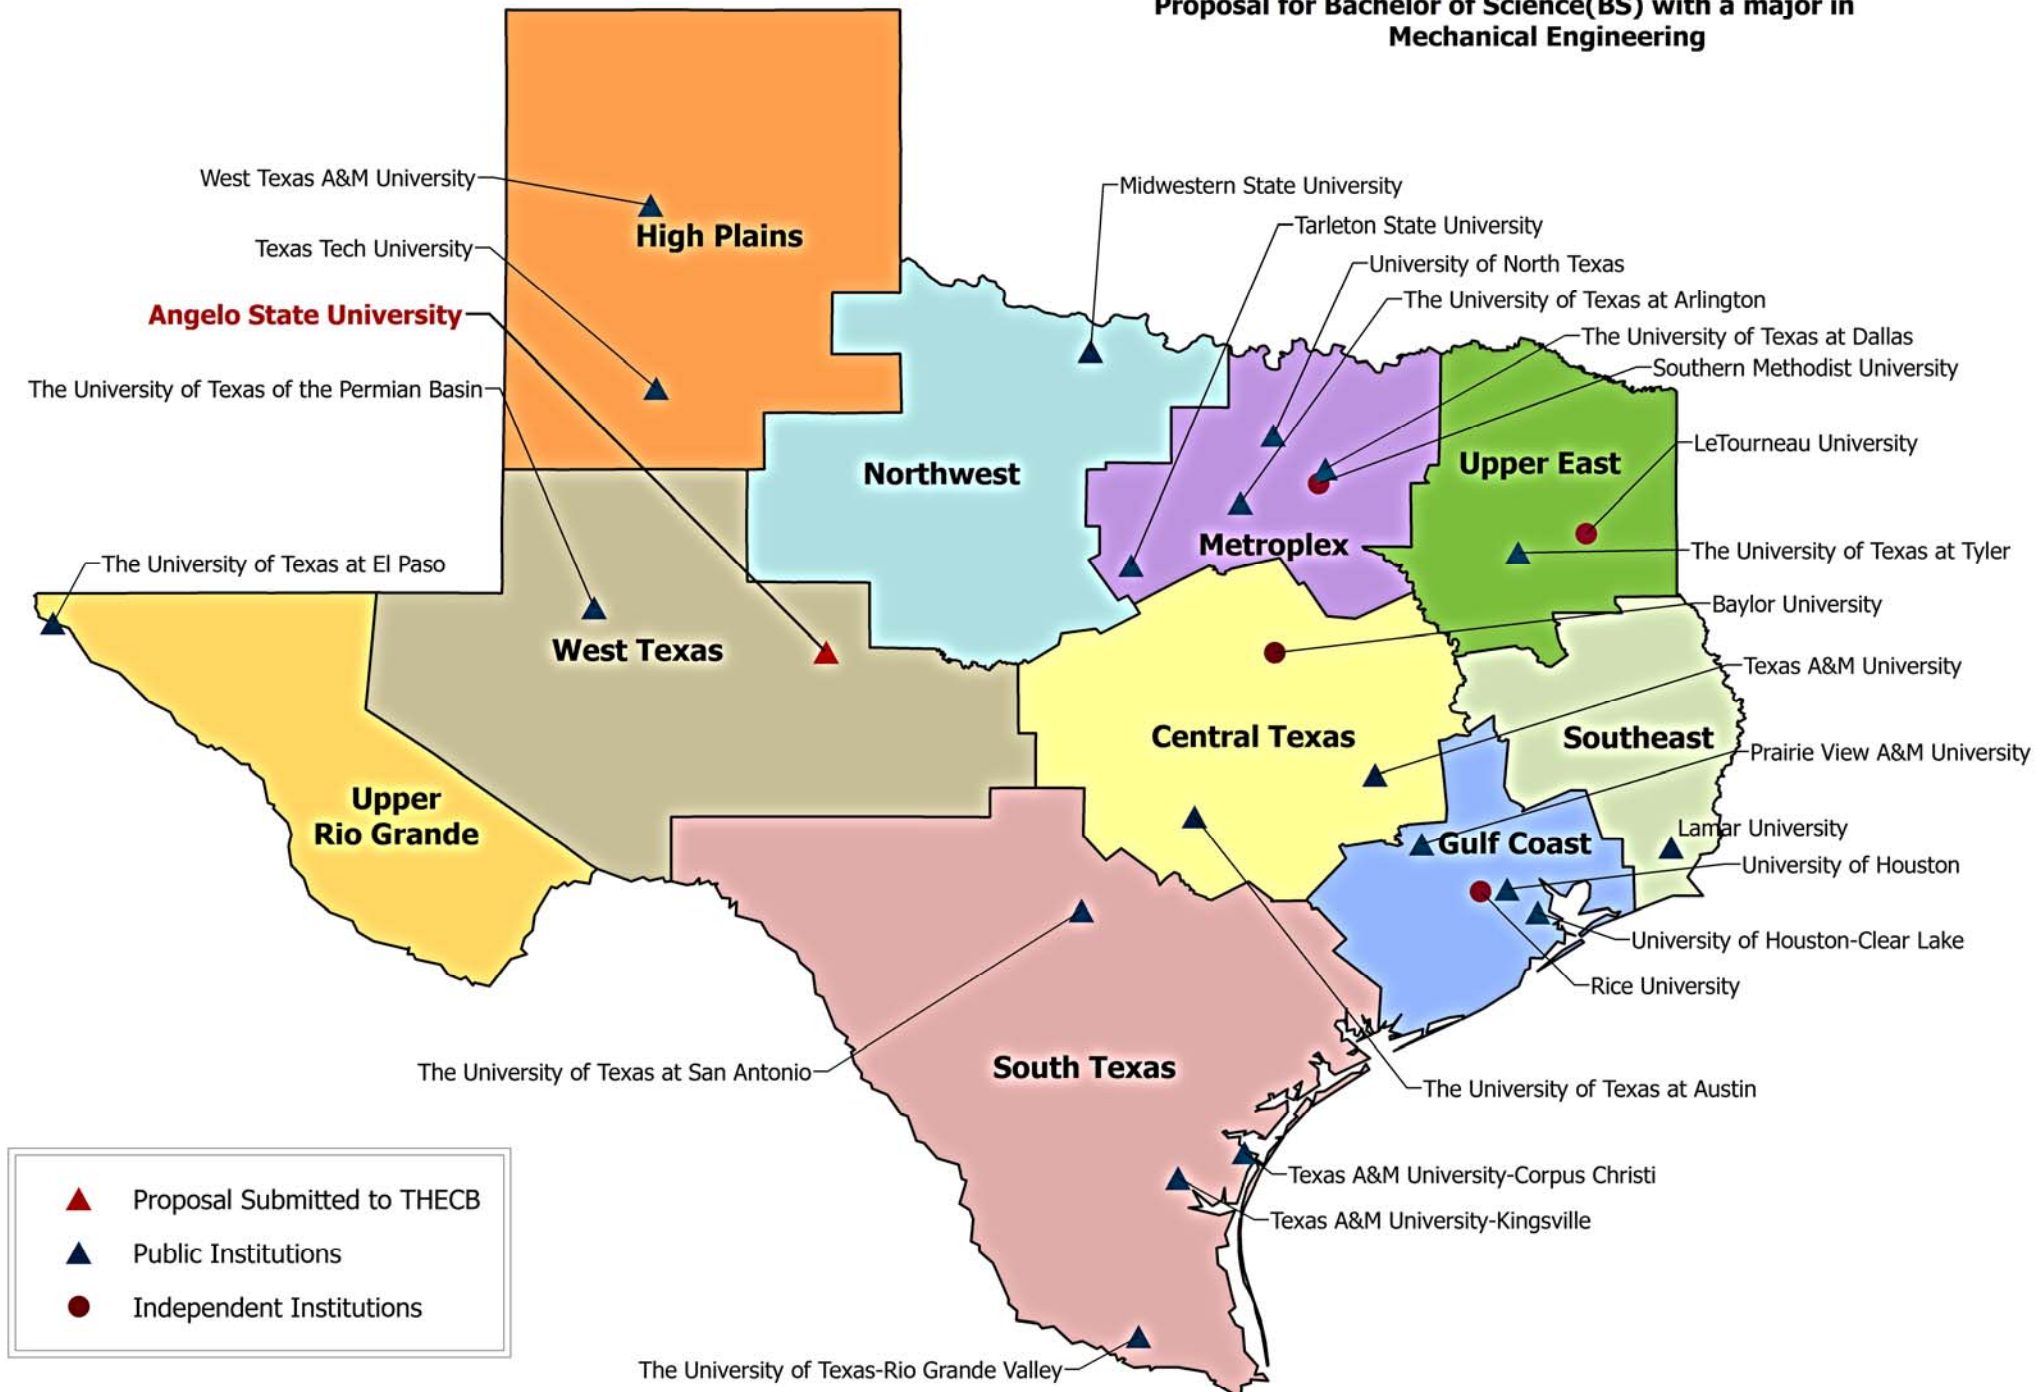 Proposal for Bachelor of Science(BS) with a major in
Mechanical Engineering
West Texas A&M University
Midwestern State University
Tarleton State University
High Plains
Texas Tech University
University of North Texas
The University of Texas at Arlington
Angelo State University
The University of Texas at Dallas
Southern Methodist University
The University of Texas of the Permian Basin
LeTourneau University
Upper East
Northwest
Metroplex
The University of Texas at Tyler
The University of Texas at El Paso
Baylor University
West Texas
Texas A&M University
Central Texas
Southeast
Prairie View A&M University
Upper
Rio Grande
Lamar University
Gulf Coast
University of Houston
University of Houston-Clear Lake
Rice University
South Texas
The University of Texas at San Antonio
The University of Texas at Austin
Texas A&M University-Corpus Christi
Proposal Submitted to THECB
Texas A&M University-Kingsville
Public Institutions
Independent Institutions
The University of Texas-Rio Grande Valley